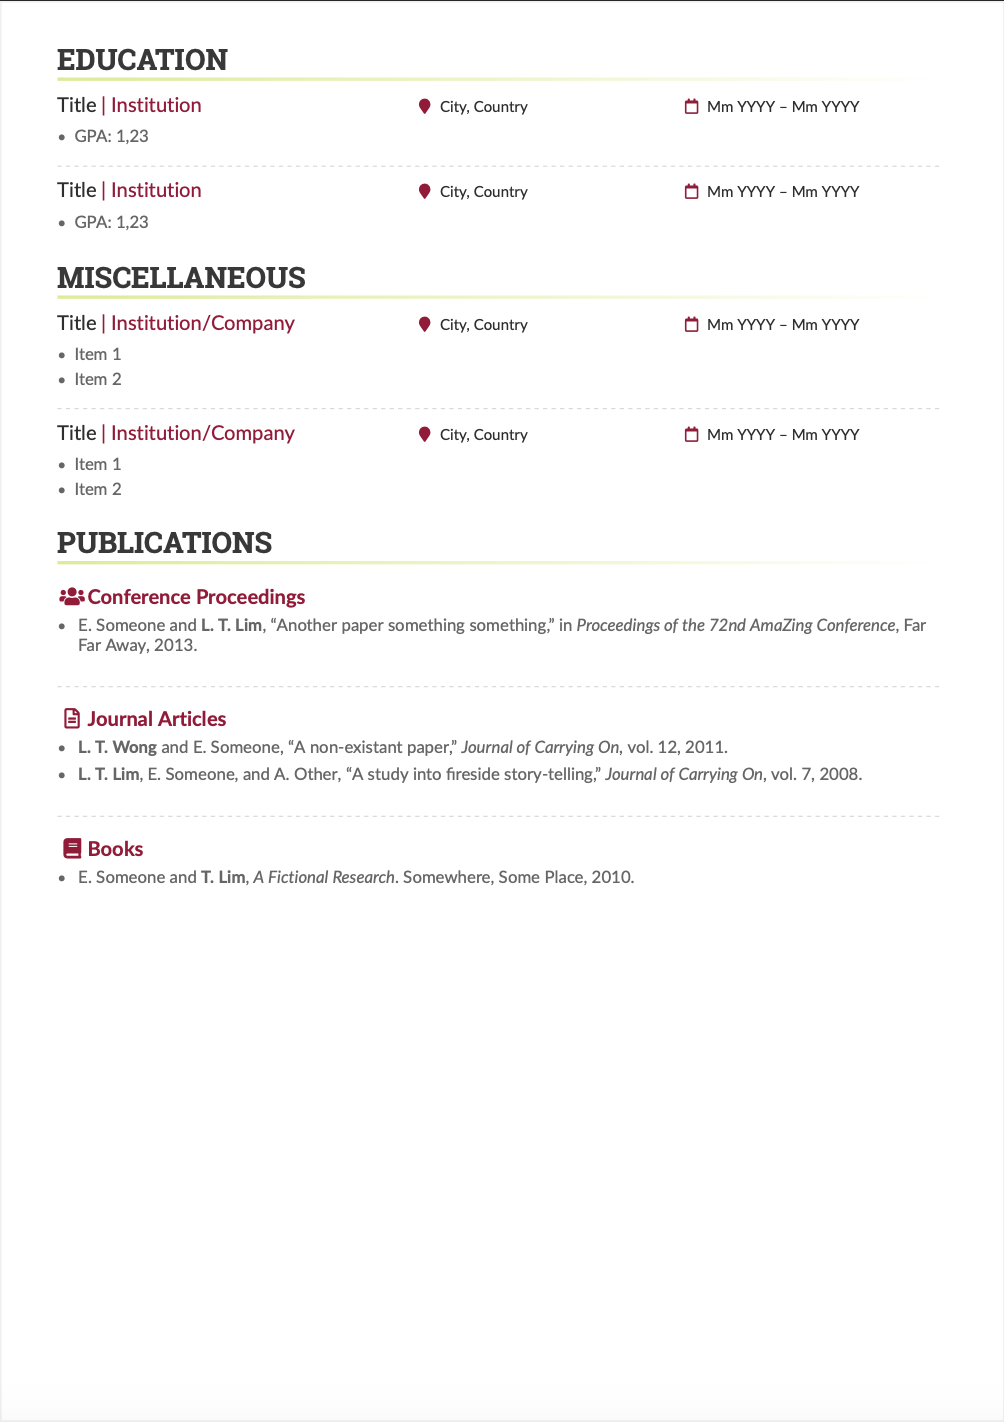 EDUCATION
Title | Institution City, Country Mm YYYY – Mm YYYY
• GPA: 1,23
Title | Institution City, Country Mm YYYY – Mm YYYY
• GPA: 1,23
MISCELLANEOUS
Title | Institution/Company City, Country Mm YYYY – Mm YYYY
• Item 1
• Item 2
Title | Institution/Company City, Country Mm YYYY – Mm YYYY
• Item 1
• Item 2
PUBLICATIONS
Conference Proceedings
• E. Someone and L. T. Lim, “Another paper something something,” in Proceedings of the 72nd AmaZing Conference, Far
Far Away, 2013.
Journal Articles
• L. T. Wong and E. Someone, “A non-existant paper,” Journal of Carrying On, vol. 12, 2011.
• L. T. Lim, E. Someone, and A. Other, “A study into fireside story-telling,” Journal of Carrying On, vol. 7, 2008.
Books
• E. Someone and T. Lim, A Fictional Research. Somewhere, Some Place, 2010.